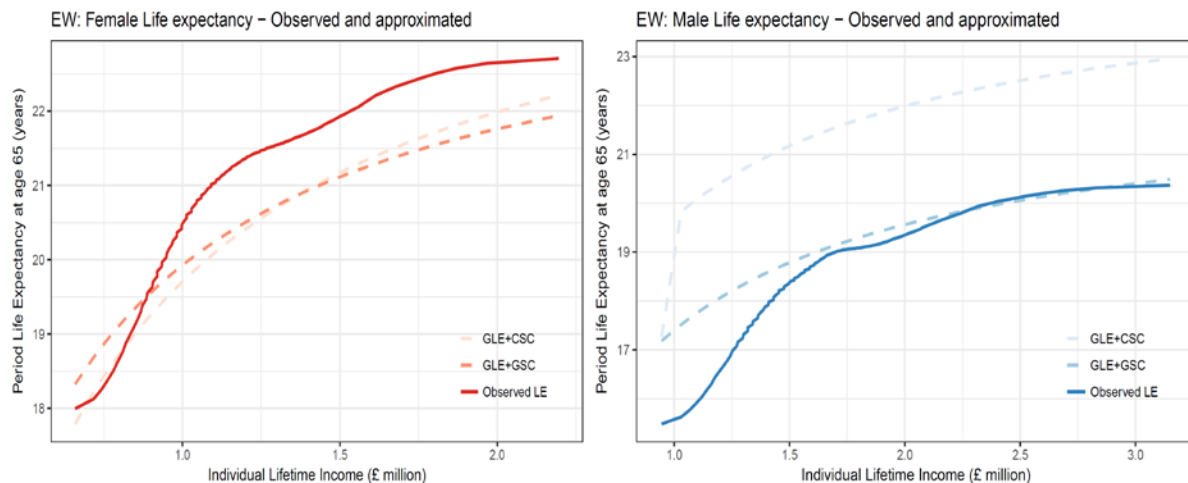 EW: Female Life expectancy – Observed and approximated
Period Life Expectancy at age 65 (years)
22
21
20
19
18
GLE+CSC
GLE+GSC
Observed LE
1.0
1.5
2.0
Individual Lifetime Income (£ million)
EW: Male Life expectancy – Observed and approximated
Period Life Expectancy at age 65 (years)
23
21
19
17
GLE+CSC
GLE+GSC
Observed LE
1.0
1.5
2.0
2.5
3.0
Individual Lifetime Income (£ million)